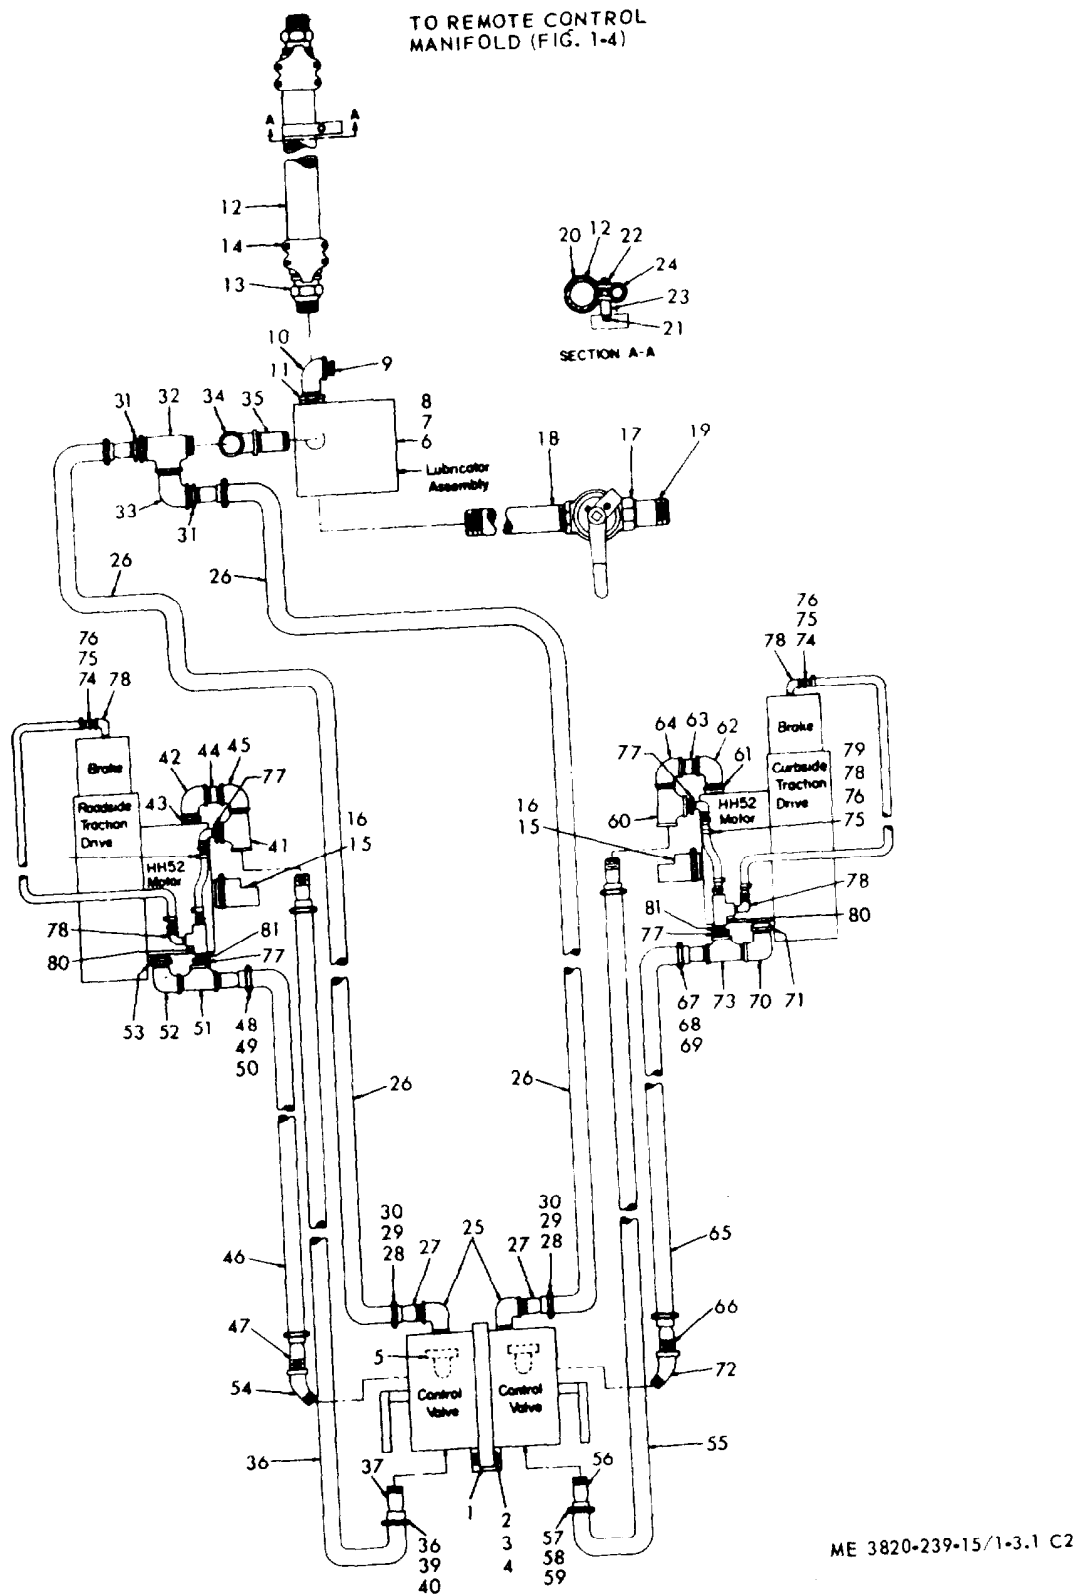 TO REMOTE CONTROL
MANIFOLD (FIG. 1-4)
A A
12
14
13
20 12 22
24
23
21
SECTION A-A
10
9
11
31 32 34 35
8
7
6
Lubricator
Assembly
18 17 19
33
31
26
26
76
75
74 78
76
75
78 74
Brake
Roadside
Traction
Drive
42 44 45
43
77
41
16
15
HH52
Motor
78
80
81
77
53 52 51
48
49
50
64 63 62
77 61
Brake
Curbside
Traction
Drive
79
78
76
75
HH52
Motor
60
16
15
78
80
81
77
67
68
69
73 70 71
26
26
46
47
54
30
29
28
27
25
27
30
29
28
65
66
72
5
Control
Valve
Control
Valve
36
37
55
56
1
2
3
4
36
39
40
57
58
59
ME 3820-239-15/1-3.1 C2